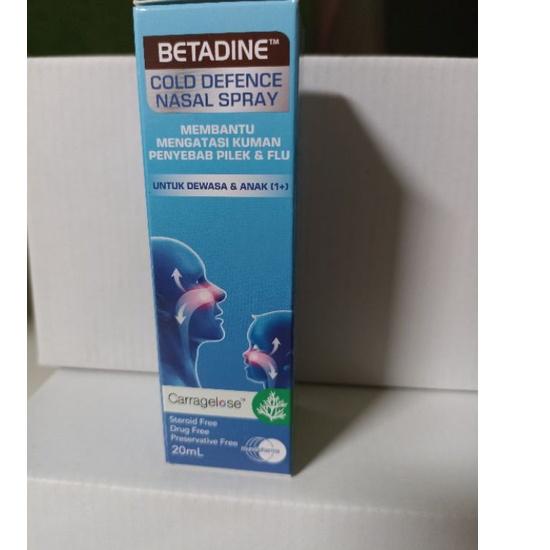 BETADINE™
COLD DEFENCE
NASAL SPRAY
MEMBANTU
MENGATASI KUMAN
PENYEBAB PILEK & FLU
UNTUK DEWASA & ANAK (1+)
Carragelose™
Steroid Free
Drug Free
Preservative Free
20mL
mundipharma